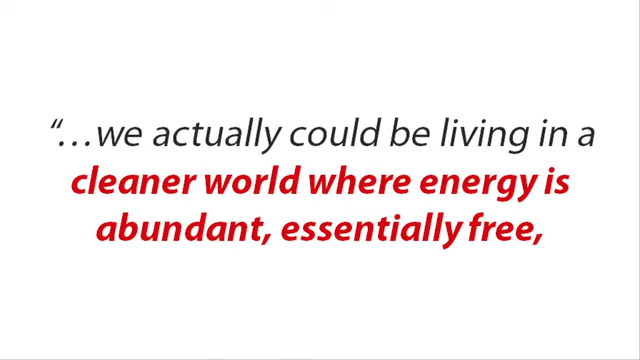 “…we actually could be living in a
cleaner world where energy is
abundant, essentially free,